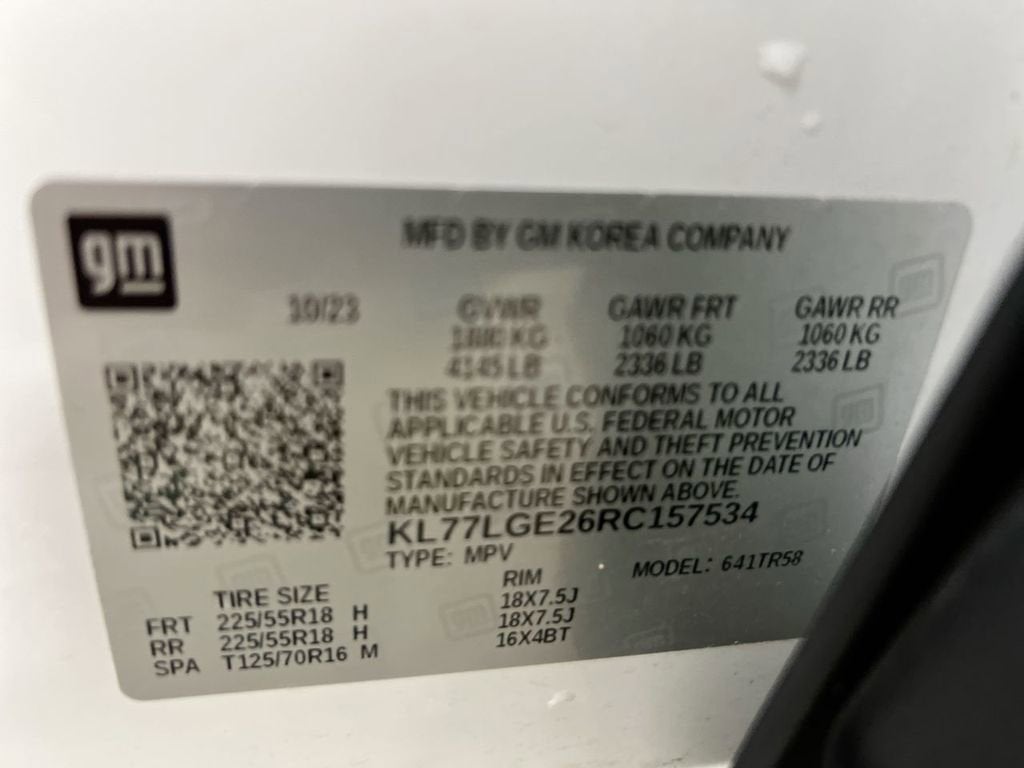 gm
MFD BY GM KOREA COMPANY
10/23 GVWR GAWR FRT GAWR RR
1880 KG 1060 KG 1060 KG
4145 LB 2336 LB 2336 LB
THIS VEHICLE CONFORMS TO ALL
APPLICABLE U.S. FEDERAL MOTOR
VEHICLE SAFETY AND THEFT PREVENTION
STANDARDS IN EFFECT ON THE DATE OF
MANUFACTURE SHOWN ABOVE.
KL77LGE26RC157534
TYPE: MPV MODEL: 641TR58
TIRE SIZE RIM
FRT 225/55R18 H 18X7.5J
RR 225/55R18 H 18X7.5J
SPA T125/70R16 M 16X4BT